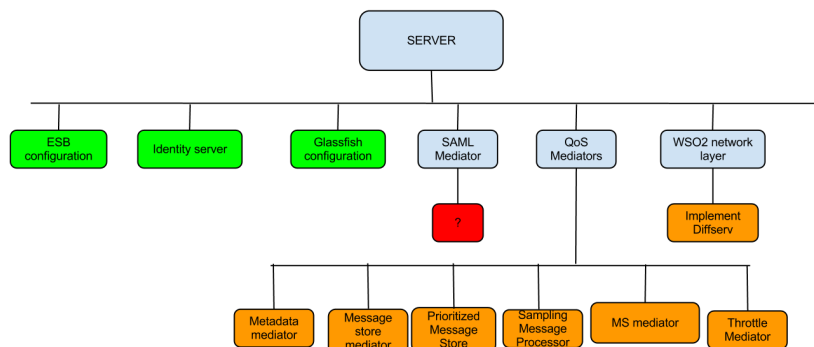 SERVER
ESB
configuration
Identity server
Glassfish
configuration
SAML
Mediator
QoS
Mediators
WSO2 network
layer
?
Implement
Diffserv
Metadata
mediator
Message
store
mediator
Prioritized
Message
Store
Sampling
Message
Processor
MS mediator
Throttle
Mediator